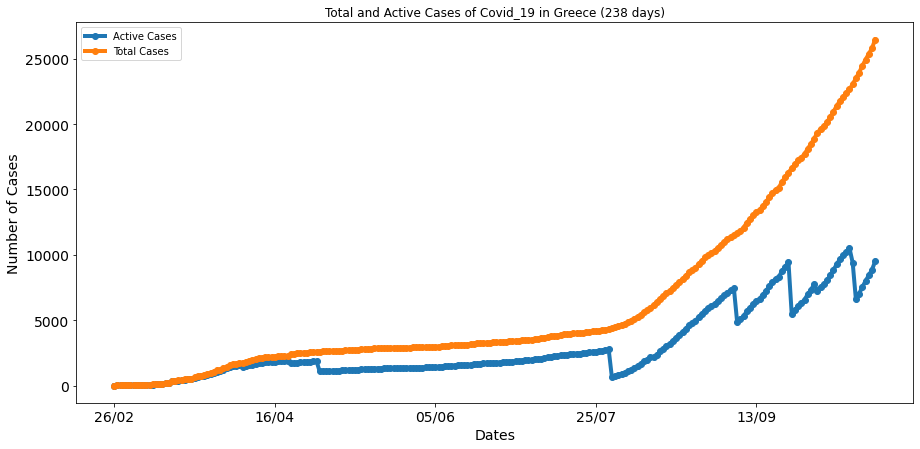 Total and Active Cases of Covid_19 in Greece (238 days)
Active Cases
Total Cases
Number of Cases
25000
20000
15000
10000
5000
0
26/02 16/04 05/06 25/07 13/09
Dates